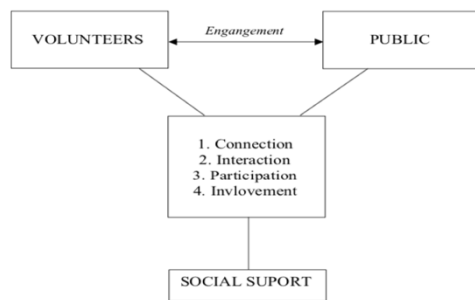 VOLUNTEERS
Engangement
PUBLIC
1. Connection
2. Interaction
3. Participation
4. Invlovement
SOCIAL SUPORT